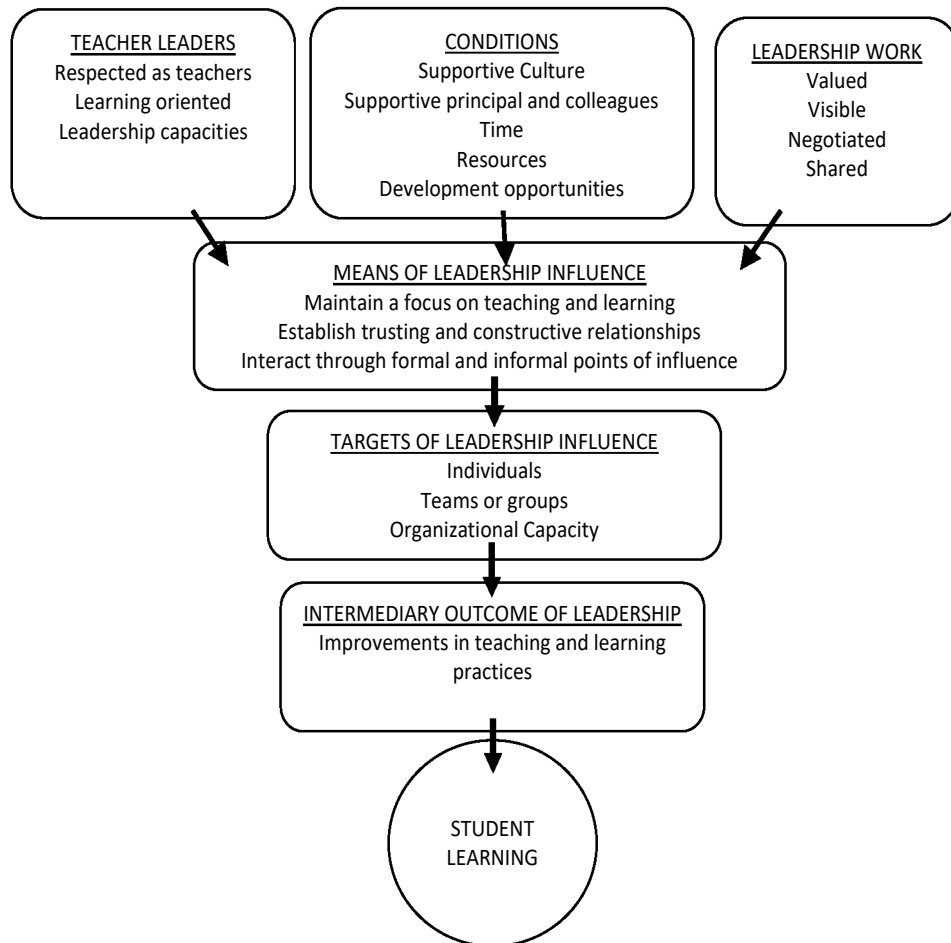 TEACHER LEADERS
Respected as teachers
Learning oriented
Leadership capacities
CONDITIONS
Supportive Culture
Supportive principal and colleagues
Time
Resources
Development opportunities
LEADERSHIP WORK
Valued
Visible
Negotiated
Shared
MEANS OF LEADERSHIP INFLUENCE
Maintain a focus on teaching and learning
Establish trusting and constructive relationships
Interact through formal and informal points of influence
TARGETS OF LEADERSHIP INFLUENCE
Individuals
Teams or groups
Organizational Capacity
INTERMEDIARY OUTCOME OF LEADERSHIP
Improvements in teaching and learning
practices
STUDENT
LEARNING